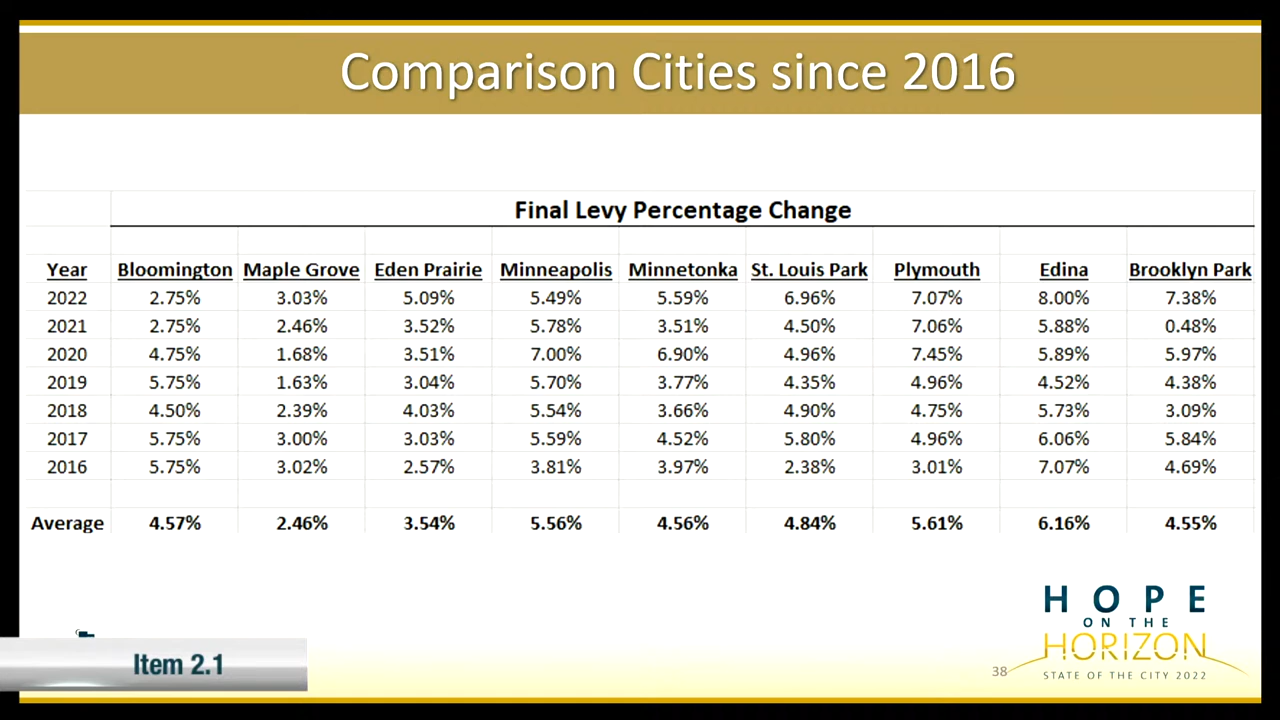 Comparison Cities since 2016
Final Levy Percentage Change
Year Bloomington Maple Grove Eden Prairie Minneapolis Minnetonka St. Louis Park Plymouth Edina Brooklyn Park
2022 2.75% 3.03% 5.09% 5.49% 5.59% 6.96% 7.07% 8.00% 7.38%
2021 2.75% 2.46% 3.52% 5.78% 3.51% 4.50% 7.06% 5.88% 0.48%
2020 4.75% 1.68% 3.51% 7.00% 6.90% 4.96% 7.45% 5.89% 5.97%
2019 5.75% 1.63% 3.04% 5.70% 3.77% 4.35% 4.96% 4.52% 4.38%
2018 4.50% 2.39% 4.03% 5.54% 3.66% 4.90% 4.75% 5.73% 3.09%
2017 5.75% 3.00% 3.03% 5.59% 4.52% 5.80% 4.96% 6.06% 5.84%
2016 5.75% 3.02% 2.57% 3.81% 3.97% 2.38% 3.01% 7.07% 4.69%
Average 4.57% 2.46% 3.54% 5.56% 4.56% 4.84% 5.61% 6.16% 4.55%
HOPE
ON THE
HORIZON
STATE OF THE CITY 2022
38
Item 2.1